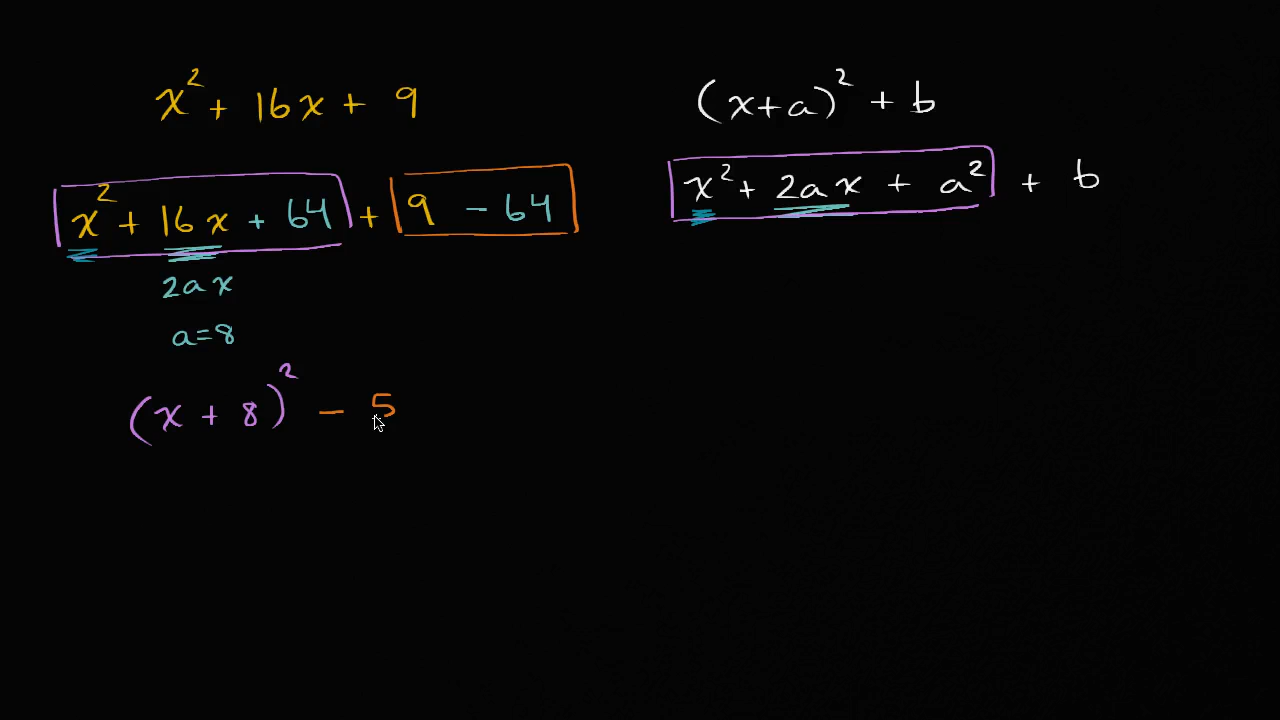 x² + 16x + 9
(x+a)² + b
x² + 16x + 64 + 9 - 64
x² + 2ax + a² + b
2ax
a=8
(x + 8)² - 5